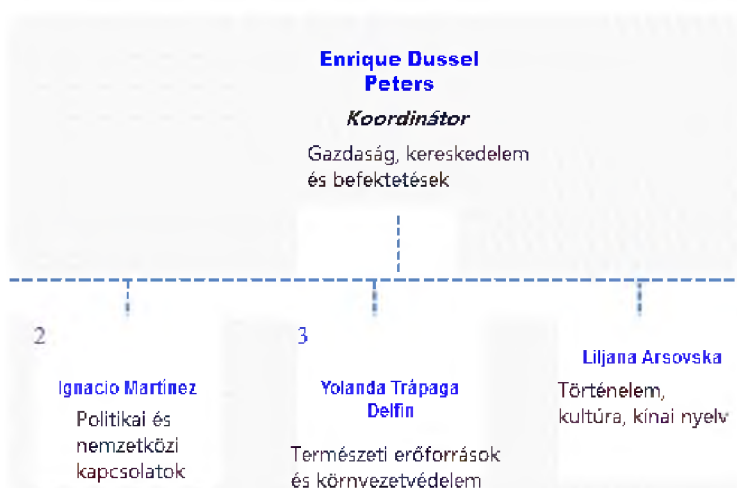 Enrique Dussel
Peters
Koordinátor
Gazdaság, kereskedelem
és befektetések
2
Ignacio Martínez
Politikai és
nemzetközi
kapcsolatok
3
Yolanda Trápaga
Delfín
Természeti erőforrások
és környezetvédelem
Liljana Arsovska
Történelem,
kultúra, kínai nyelv